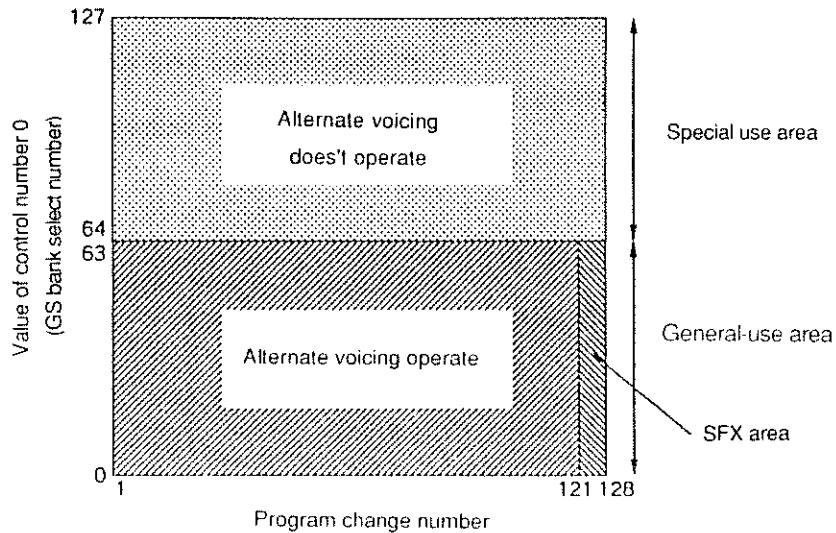 127
Alternate voicing
does't operate
Special use area
Value of control number 0
(GS bank select number)
64
63
Alternate voicing operate
General-use area
SFX area
0
1
121 128
Program change number